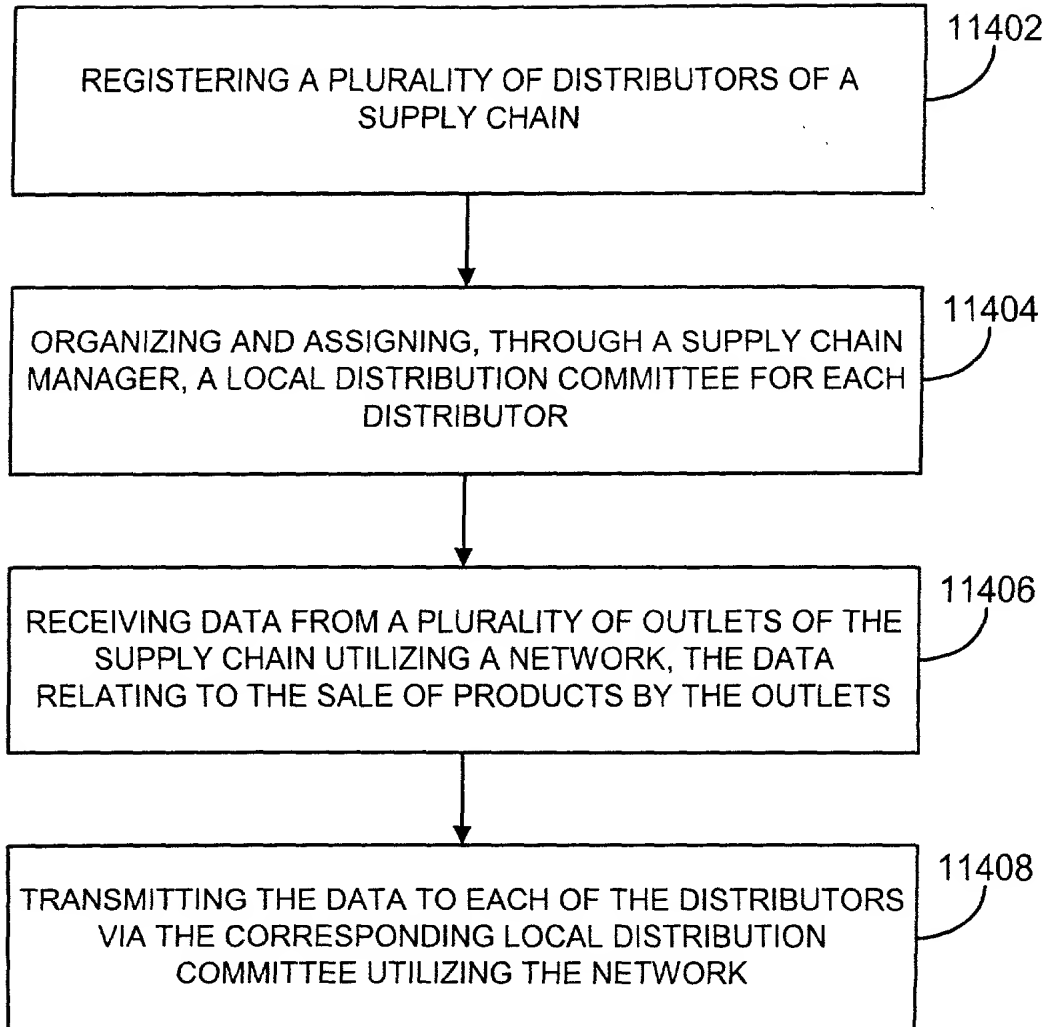 11402
REGISTERING A PLURALITY OF DISTRIBUTORS OF A
SUPPLY CHAIN
11404
ORGANIZING AND ASSIGNING, THROUGH A SUPPLY CHAIN
MANAGER, A LOCAL DISTRIBUTION COMMITTEE FOR EACH
DISTRIBUTOR
11406
RECEIVING DATA FROM A PLURALITY OF OUTLETS OF THE
SUPPLY CHAIN UTILIZING A NETWORK, THE DATA
RELATING TO THE SALE OF PRODUCTS BY THE OUTLETS
11408
TRANSMITTING THE DATA TO EACH OF THE DISTRIBUTORS
VIA THE CORRESPONDING LOCAL DISTRIBUTION
COMMITTEE UTILIZING THE NETWORK